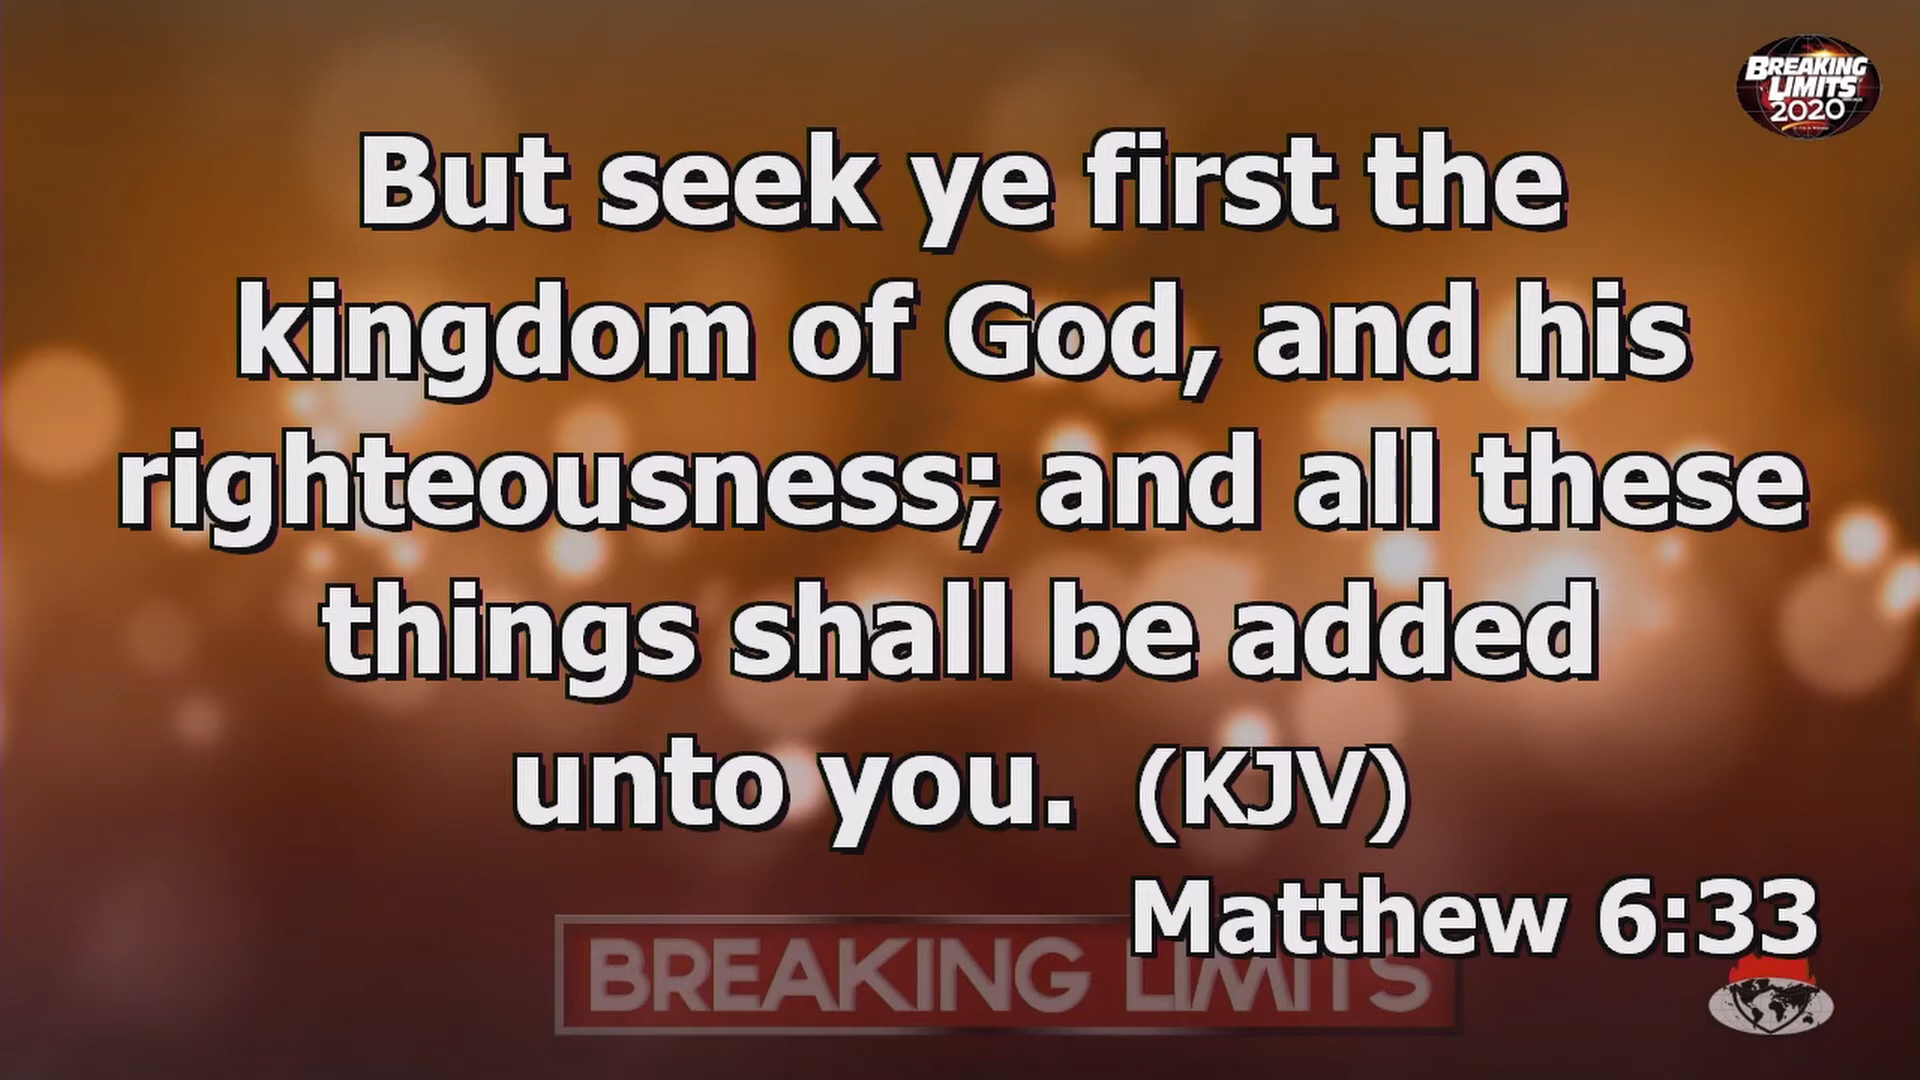 BREAKING
LIMITS
2020
But seek ye first the
kingdom of God, and his
righteousness; and all these
things shall be added
unto you. (KJV)
Matthew 6:33
BREAKING LIMITS